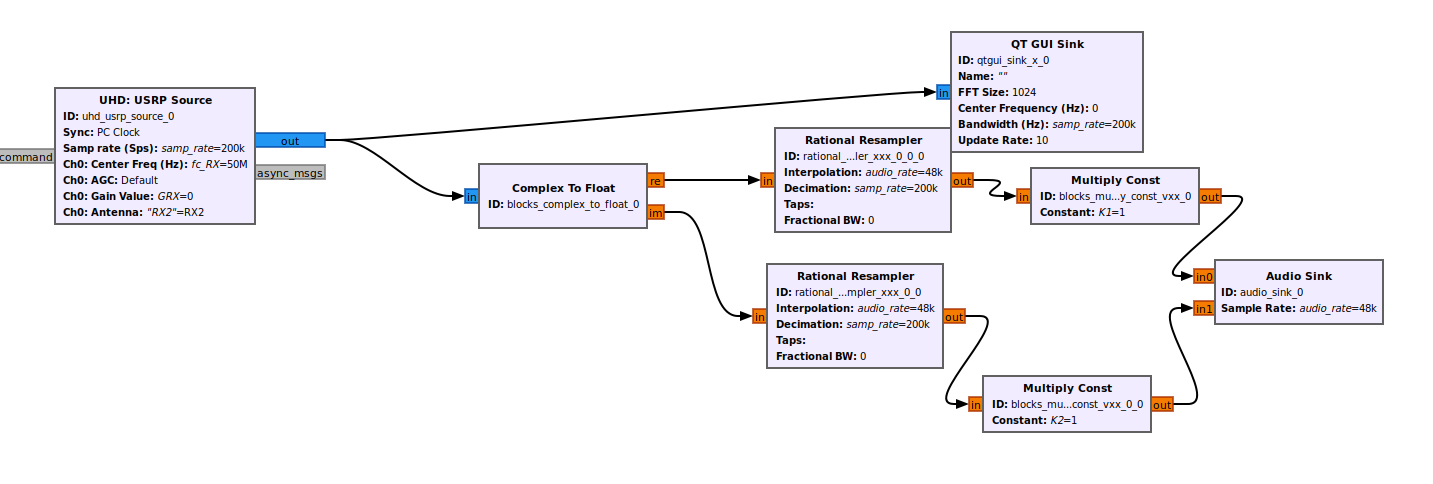 command
UHD: USRP Source
ID: uhd_usrp_source_0
Sync: PC Clock
Samp rate (Sps): samp_rate=200k
Ch0: Center Freq (Hz): fc_RX=50M
Ch0: AGC: Default
Ch0: Gain Value: GRX=0
Ch0: Antenna: "RX2"=RX2
out
async_msgs
in
QT GUI Sink
ID: qtgui_sink_x_0
Name: ""
FFT Size: 1024
Center Frequency (Hz): 0
Bandwidth (Hz): samp_rate=200k
Update Rate: 10
in
Complex To Float
ID: blocks_complex_to_float_0
re
im
in
Rational Resampler
ID: rational_...ler_xxx_0_0_0
Interpolation: audio_rate=48k
Decimation: samp_rate=200k
Taps:
Fractional BW: 0
out
in
Multiply Const
ID: blocks_mu...y_const_vxx_0
Constant: K1=1
out
in
Rational Resampler
ID: rational_...mpler_xxx_0_0
Interpolation: audio_rate=48k
Decimation: samp_rate=200k
Taps:
Fractional BW: 0
out
in
Multiply Const
ID: blocks_mu...const_vxx_0_0
Constant: K2=1
out
in0
in1
Audio Sink
ID: audio_sink_0
Sample Rate: audio_rate=48k